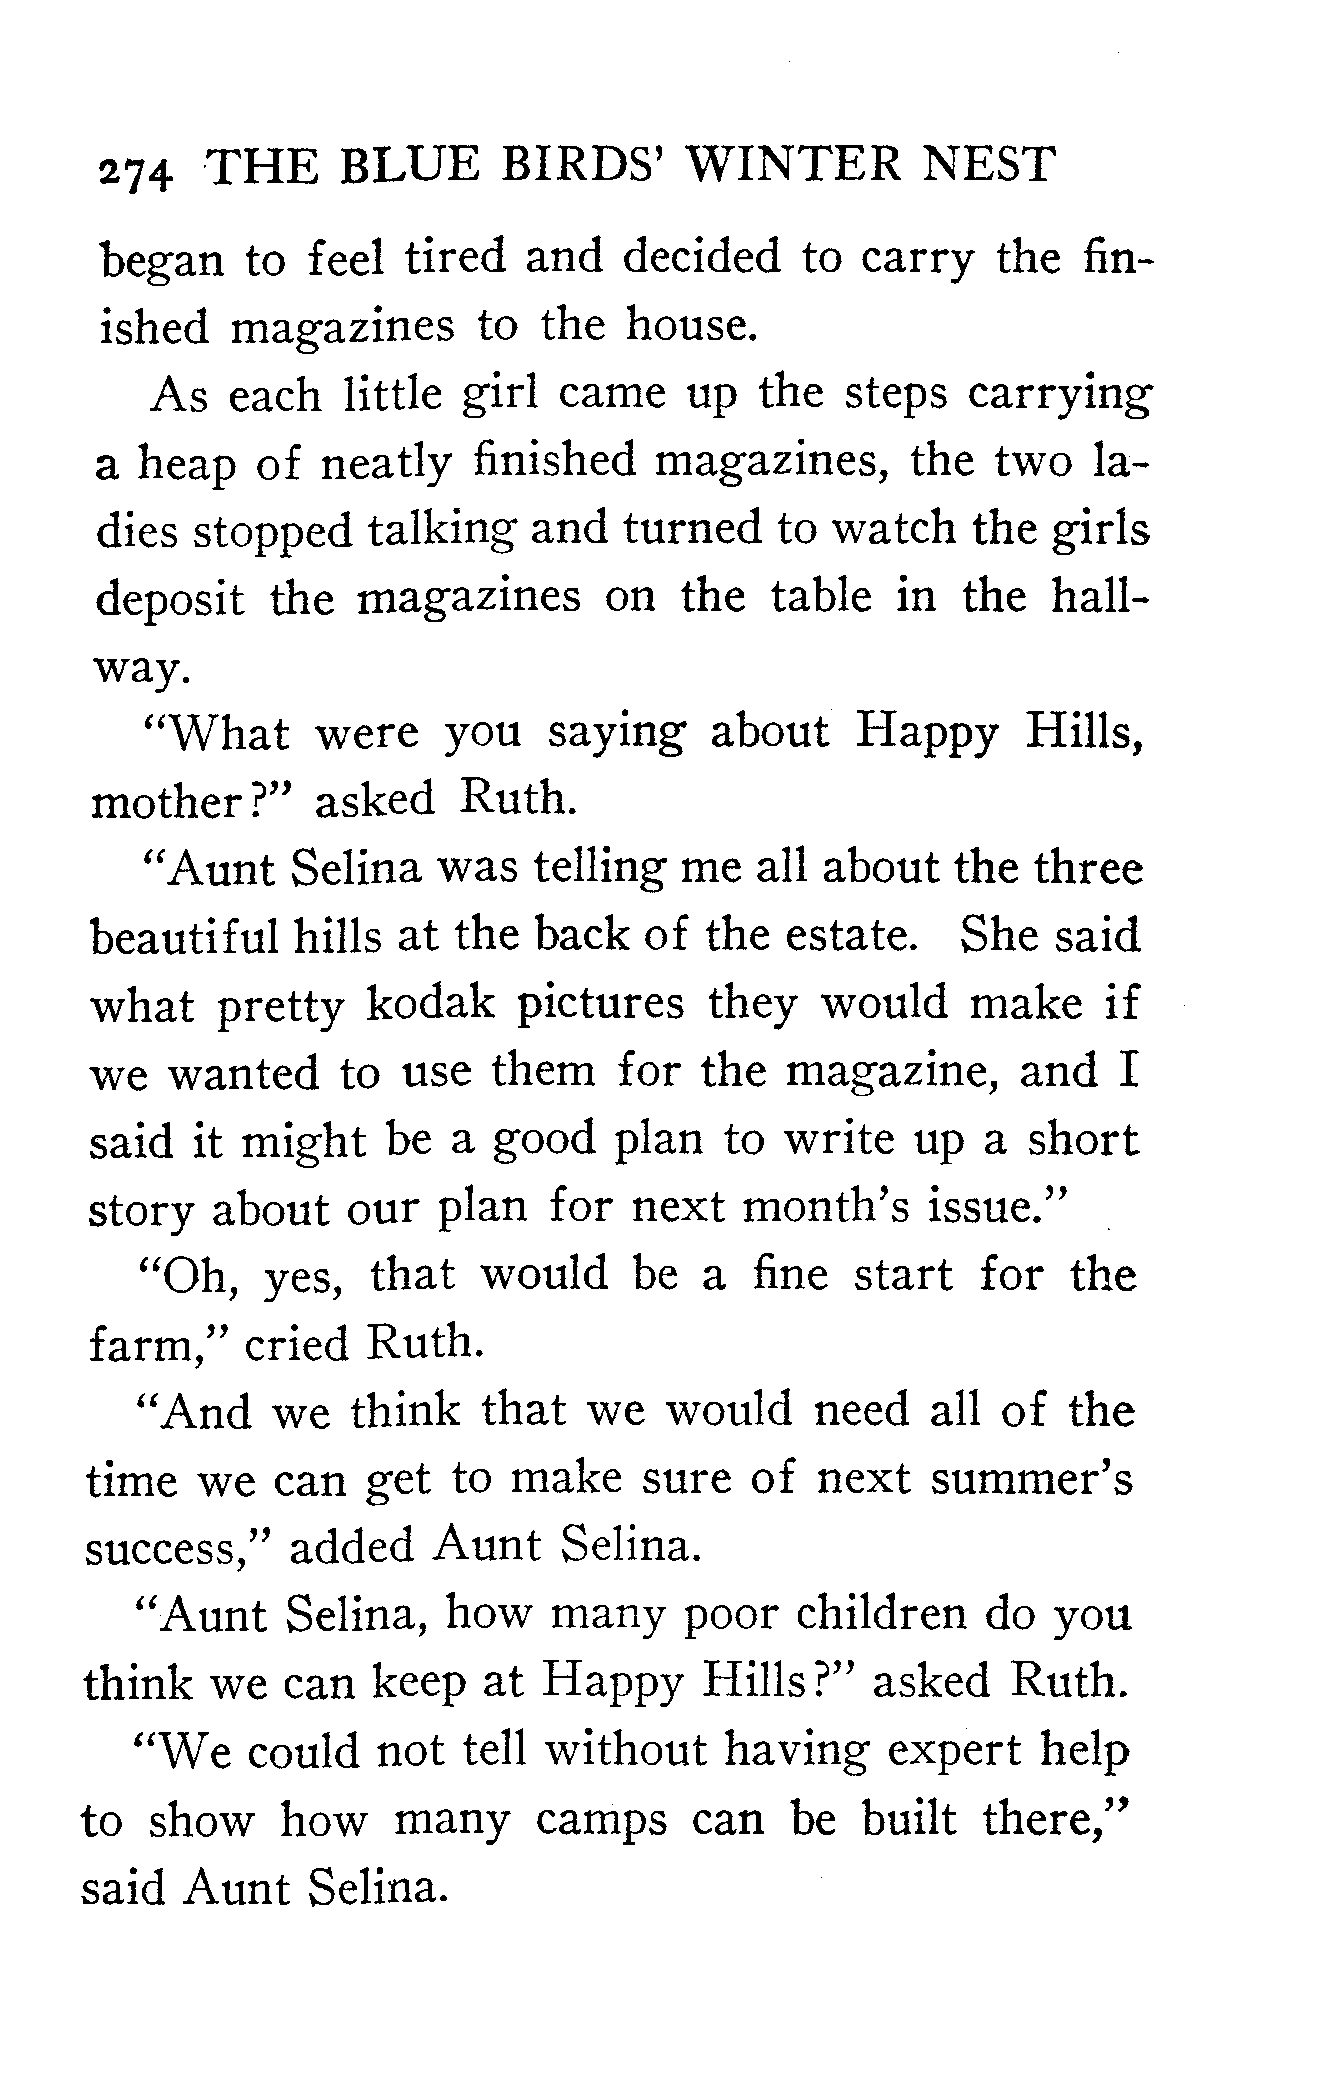 274 THE BLUE BIRDS' WINTER NEST
began to feel tired and decided to carry the fin-
ished magazines to the house.
As each little girl came up the steps carrying
a heap of neatly finished magazines, the two la-
dies stopped talking and turned to watch the girls
deposit the magazines on the table in the hall-
way.
“What were you saying about Happy Hills,
mother?” asked Ruth.
“Aunt Selina was telling me all about the three
beautiful hills at the back of the estate. She said
what pretty kodak pictures they would make if
we wanted to use them for the magazine, and I
said it might be a good plan to write up a short
story about our plan for next month's issue.”
“Oh, yes, that would be a fine start for the
farm,” cried Ruth.
“And we think that we would need all of the
time we can get to make sure of next summer's
success,” added Aunt Selina.
“Aunt Selina, how many poor children do you
think we can keep at Happy Hills?” asked Ruth.
“We could not tell without having expert help
to show how many camps can be built there,”
said Aunt Selina.